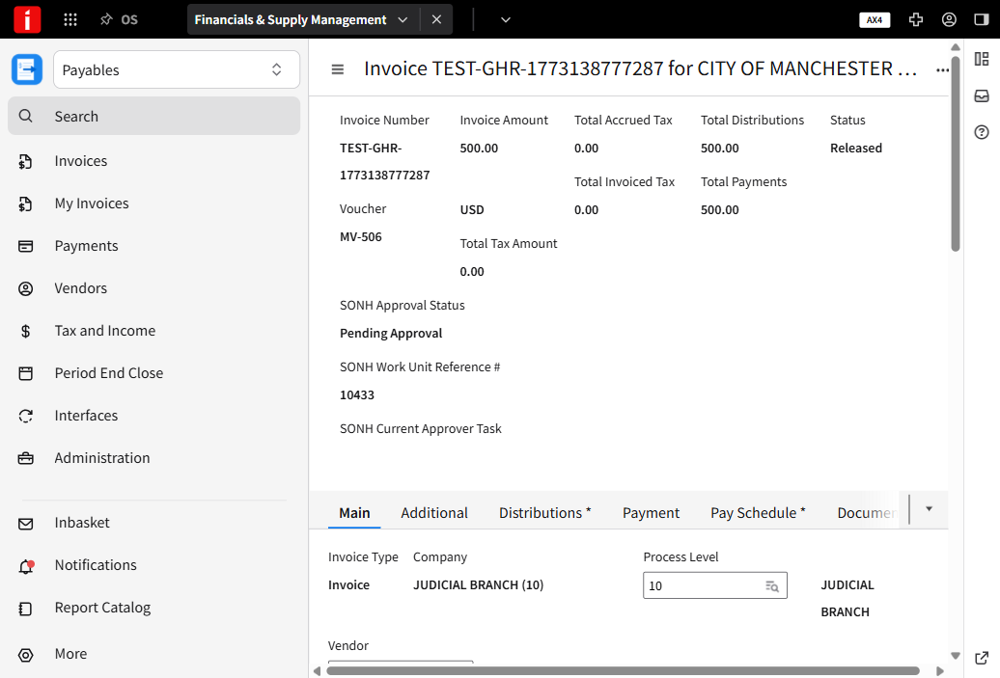 OS
Financials & Supply Management
AX4
Payables
Search
Invoices
My Invoices
Payments
Vendors
Tax and Income
Period End Close
Interfaces
Administration
Inbasket
Notifications
Report Catalog
More
Invoice TEST-GHR-1773138777287 for CITY OF MANCHESTER ...
Invoice Number
TEST-GHR-
1773138777287
Voucher
MV-506
Invoice Amount
500.00
USD
Total Tax Amount
0.00
Total Accrued Tax
0.00
Total Invoiced Tax
0.00
Total Distributions
500.00
Total Payments
500.00
Status
Released
SONH Approval Status
Pending Approval
SONH Work Unit Reference #
10433
SONH Current Approver Task
Main Additional Distributions * Payment Pay Schedule * Documen
Invoice Type
Invoice
Company
JUDICIAL BRANCH (10)
Process Level
10
JUDICIAL
BRANCH
Vendor